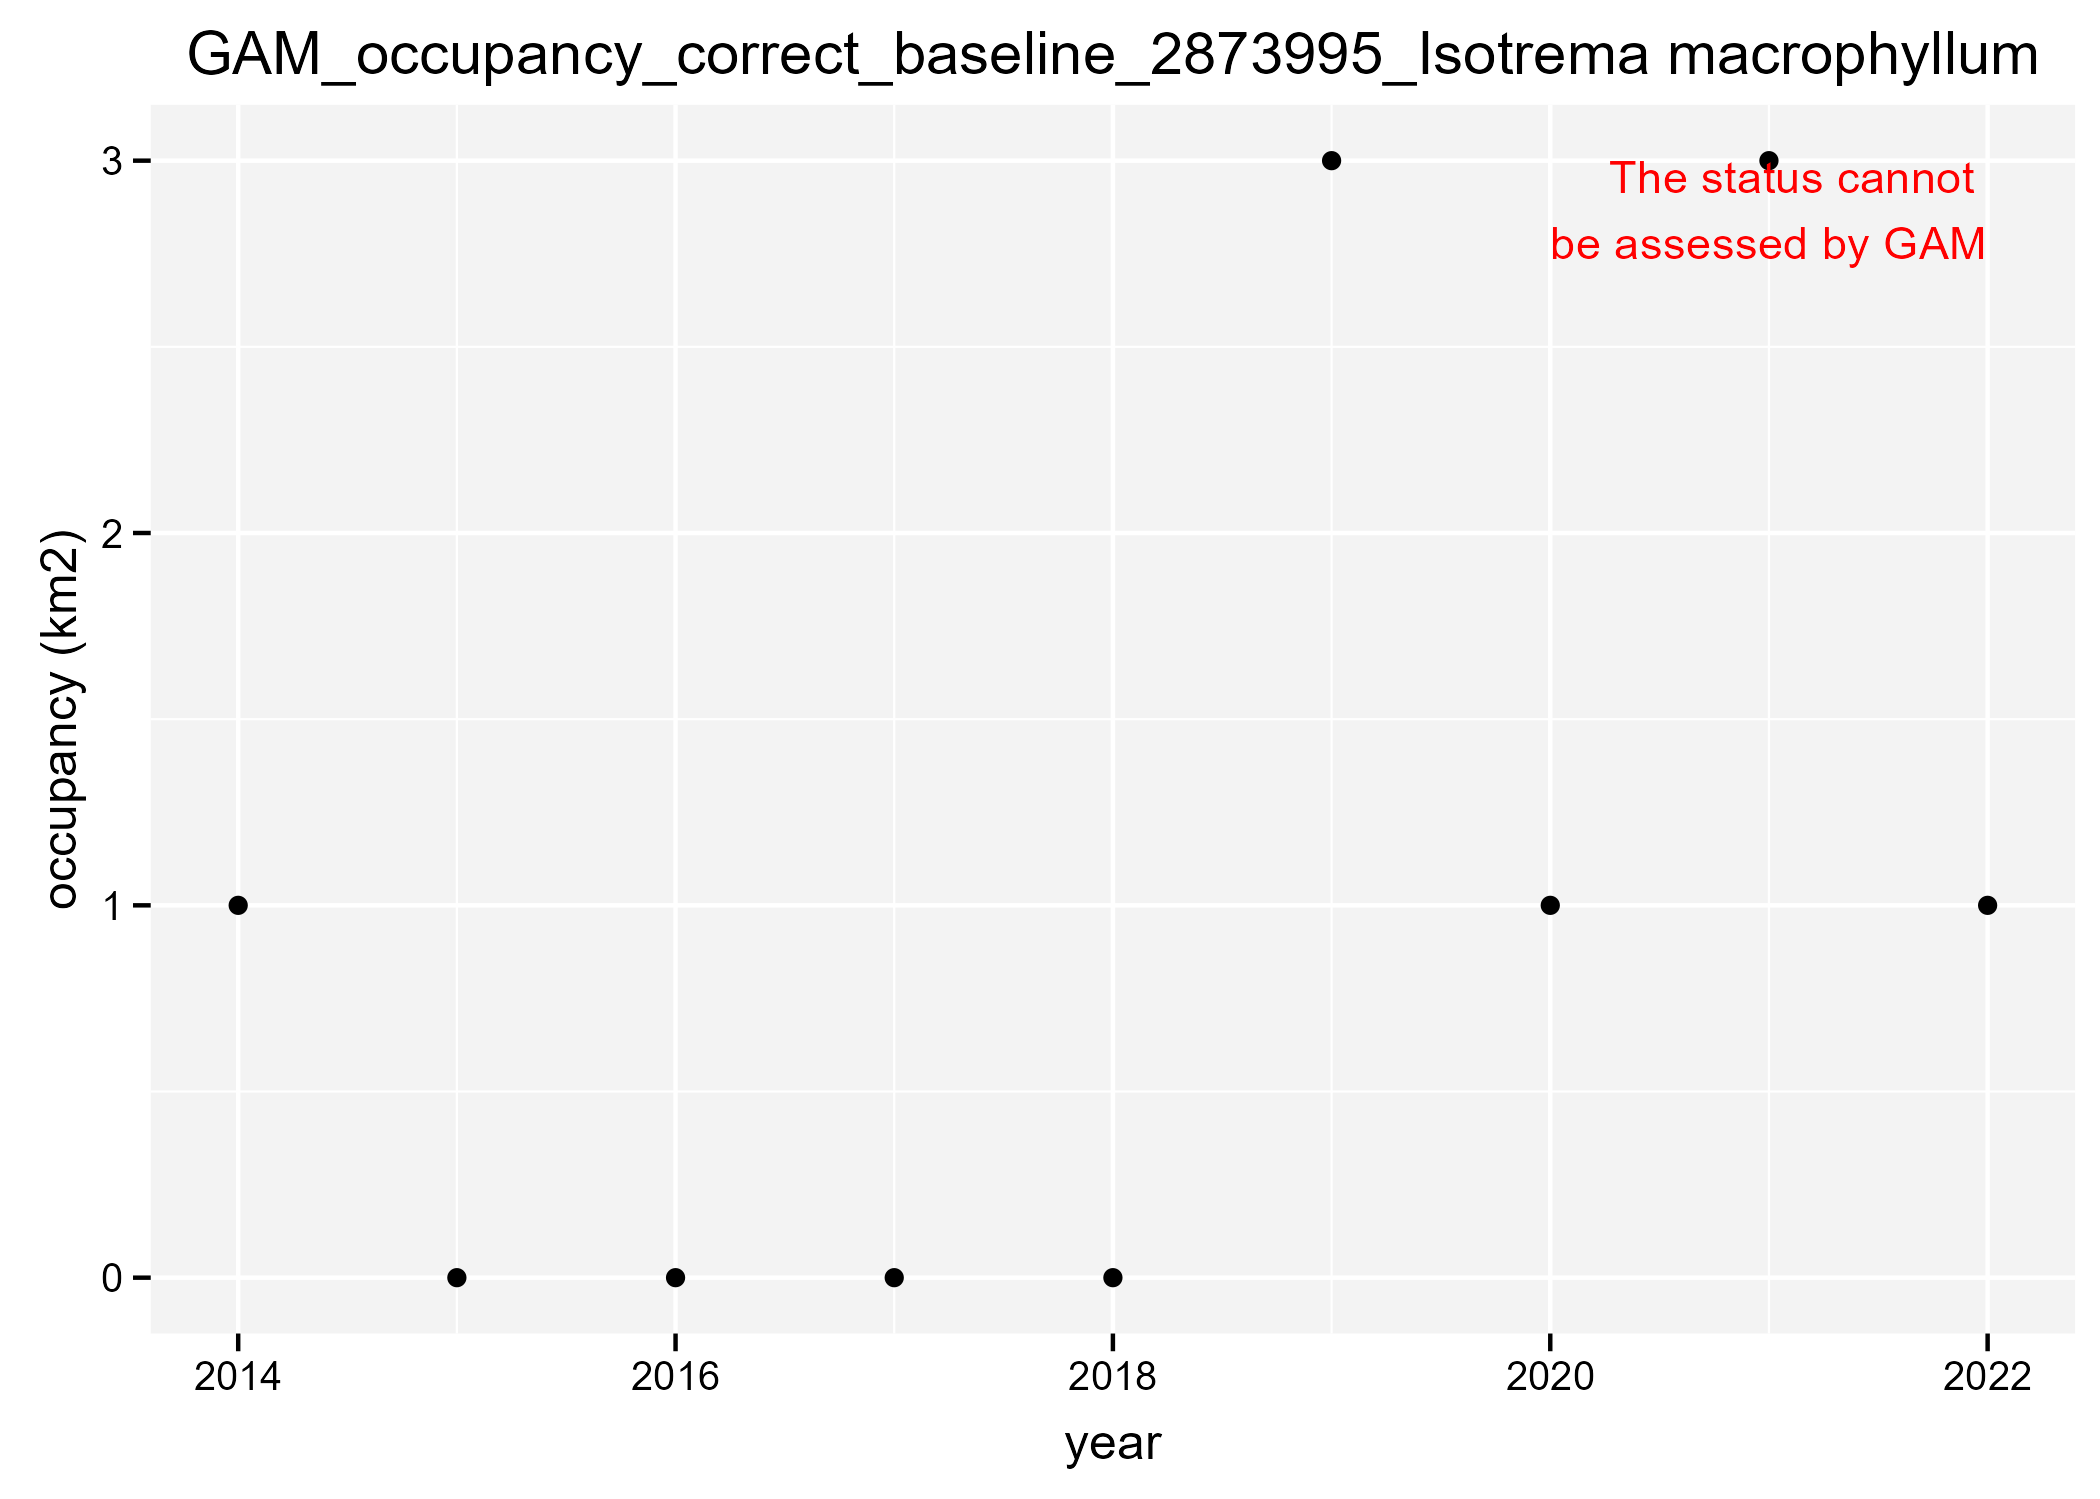 GAM_occupancy_correct_baseline_2873995_Isotrema macrophyllum
3
The status cannot
be assessed by GAM
2
occupancy (km2)
1
0
2014 2016 2018 2020 2022
year